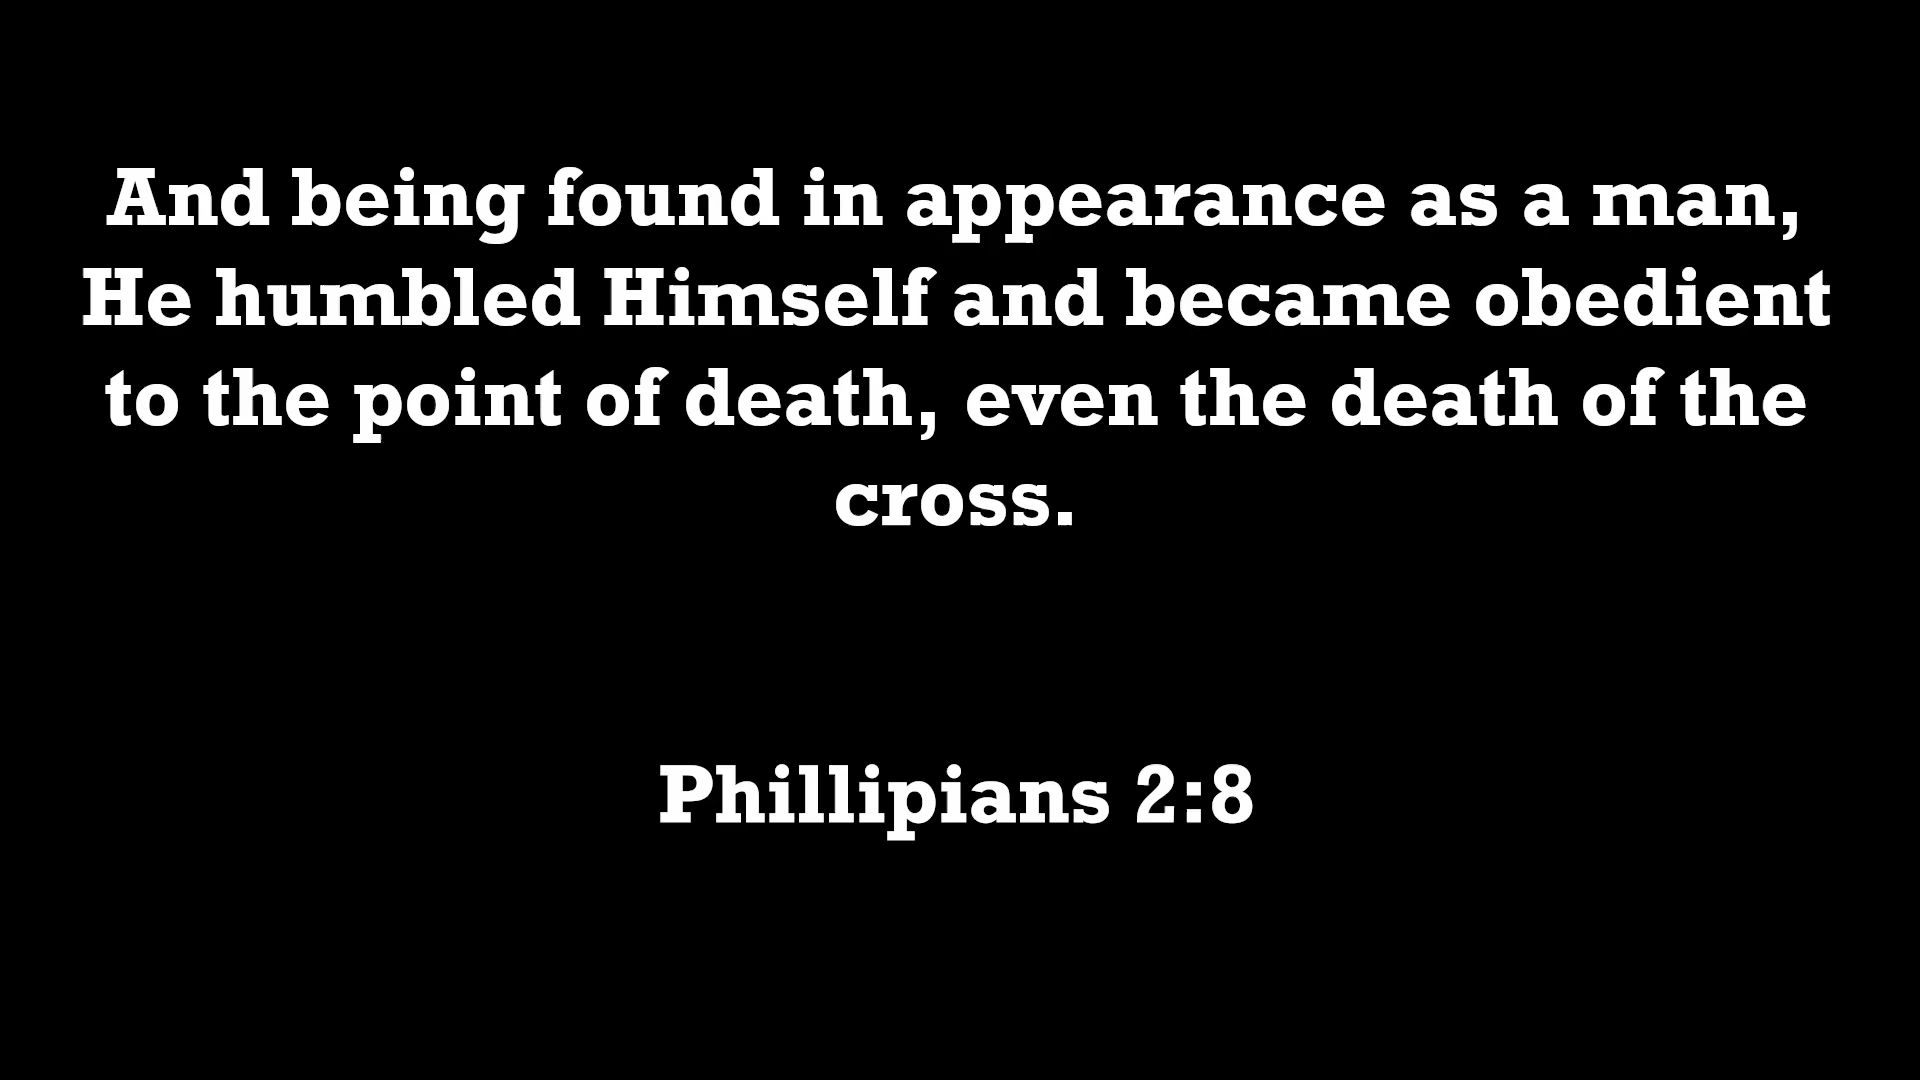 And being found in appearance as a man,
He humbled Himself and became obedient
to the point of death, even the death of the
cross.
Phillipians 2:8